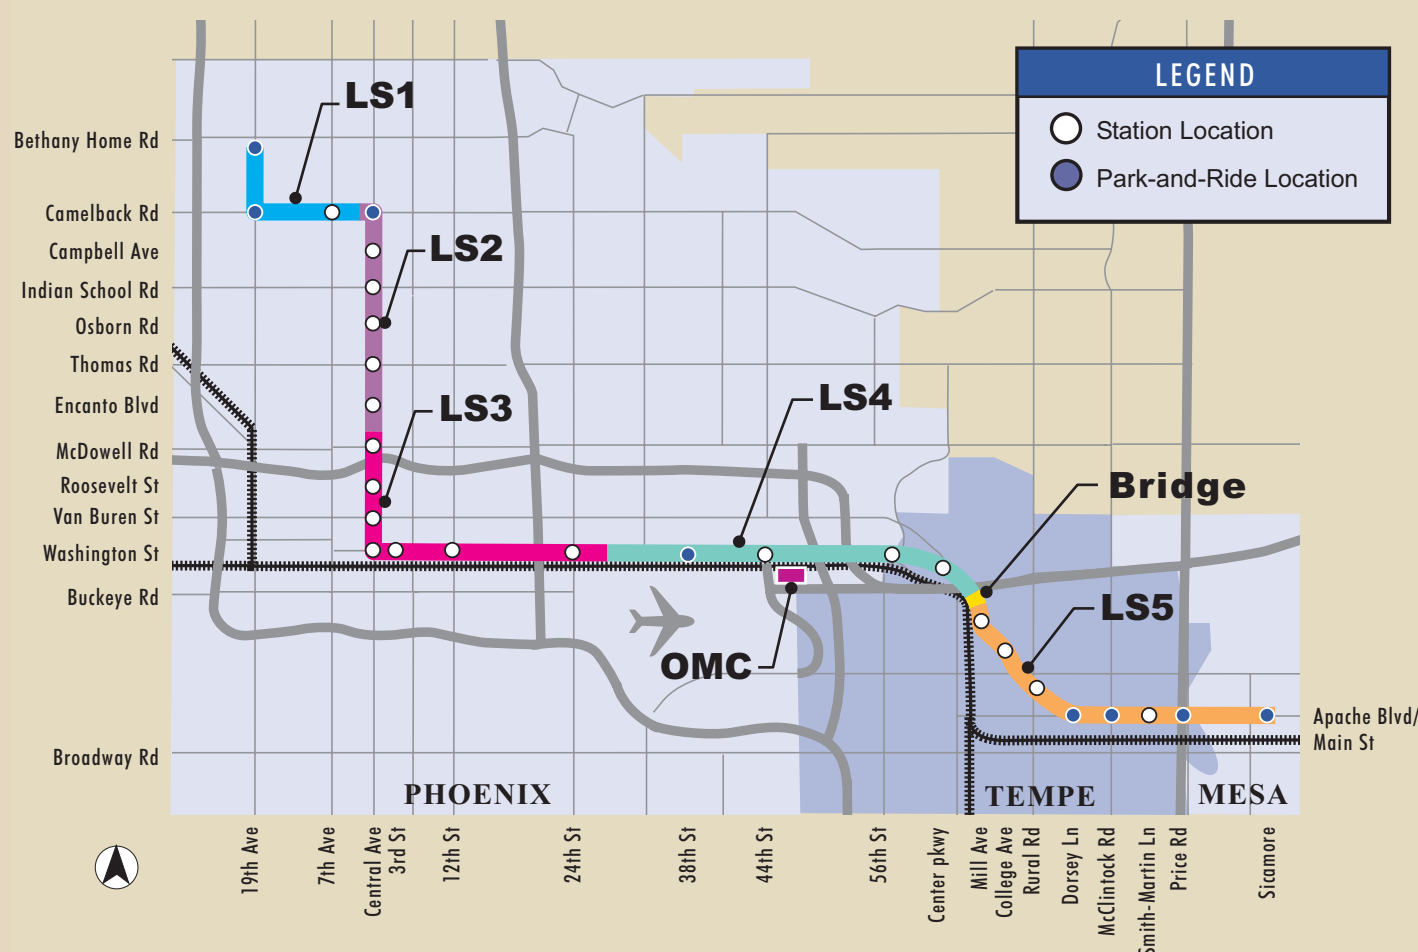 LEGEND
Station Location
Park-and-Ride Location
LS1
LS2
LS3
LS4
Bridge
LS5
OMC
Bethany Home Rd
Camelback Rd
Campbell Ave
Indian School Rd
Osborn Rd
Thomas Rd
Encanto Blvd
McDowell Rd
Roosevelt St
Van Buren St
Washington St
Buckeye Rd
Broadway Rd
Apache Blvd/
Main St
PHOENIX
TEMPE
MESA
19th Ave
7th Ave
Central Ave
3rd St
12th St
24th St
38th St
44th St
56th St
Center pkwy
Mill Ave
College Ave
Rural Rd
Dorsey Ln
McClintock Rd
Smith-Martin Ln
Price Rd
Sicamore